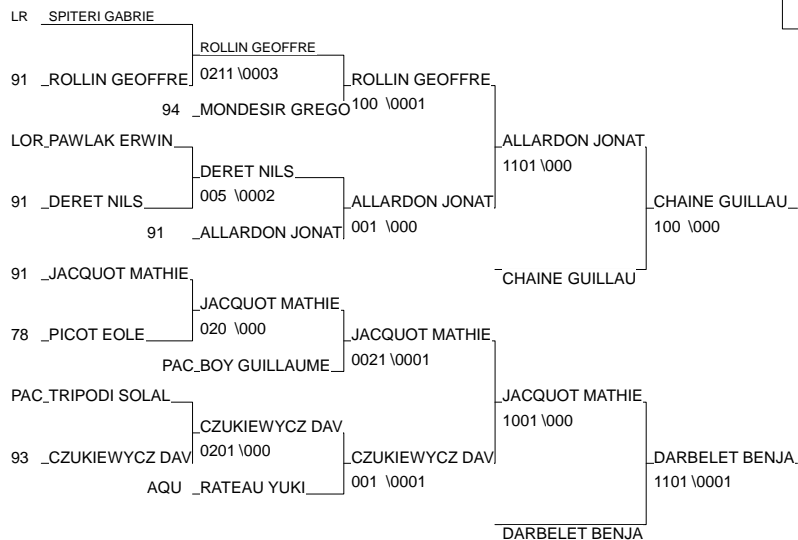 LR SPITERI GABRIE
ROLLIN GEOFFRE
91 ROLLIN GEOFFRE 0211 \0003 ROLLIN GEOFFRE
94 MONDESIR GREGO 100 \0001
LOR PAWLAK ERWIN ALLARDON JONAT
DERET NILS 1101 \000
91 DERET NILS 005 \0002 ALLARDON JONAT CHAINE GUILLAU
91 ALLARDON JONAT 001 \000 100 \000
91 JACQUOT MATHIE CHAINE GUILLAU
JACQUOT MATHIE
78 PICOT EOLE 020 \000 JACQUOT MATHIE
PAC BOY GUILLAUME 0021 \0001
PAC TRIPODI SOLAL JACQUOT MATHIE
CZUKIEWYCZ DAV 1001 \000
93 CZUKIEWYCZ DAV 0201 \000 CZUKIEWYCZ DAV DARBELET BENJA
AQU RATEAU YUKI 001 \0001 1101 \0001
DARBELET BENJA